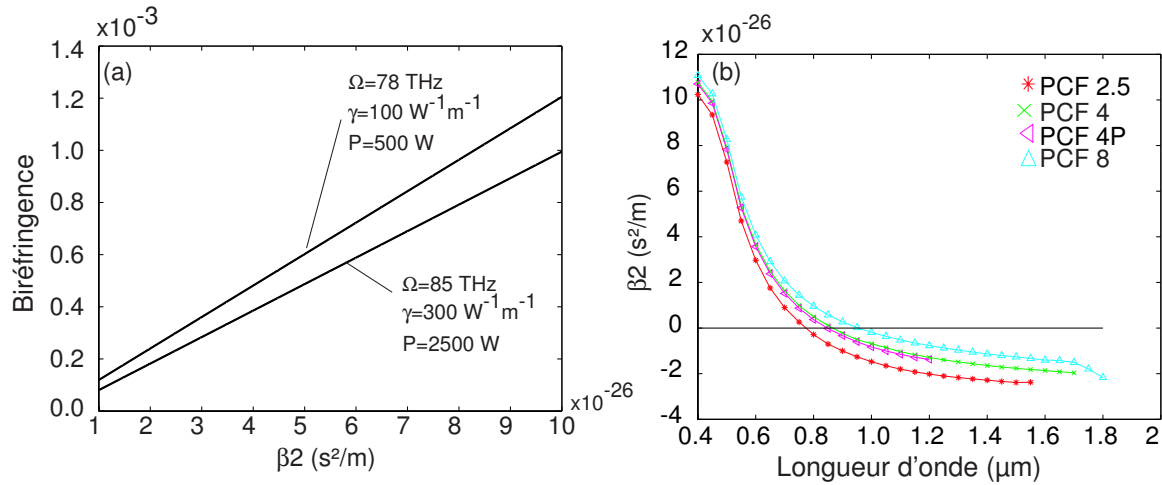 x10⁻³
1.4
(a)
1.2
1.0
0.8
0.6
0.4
0.2
0.0
Biréfringence
Ω=78 THz
γ=100 W⁻¹m⁻¹
P=500 W
Ω=85 THz
γ=300 W⁻¹m⁻¹
P=2500 W
1 2 3 4 5 6 7 8 9 10
x10⁻²⁶
β2 (s²/m)
x10⁻²⁶
12
(b)
10
8
6
4
2
0
-2
-4
β2 (s²/m)
PCF 2.5
PCF 4
PCF 4P
PCF 8
0.4 0.6 0.8 1.0 1.2 1.4 1.6 1.8 2
Longueur d'onde (μm)